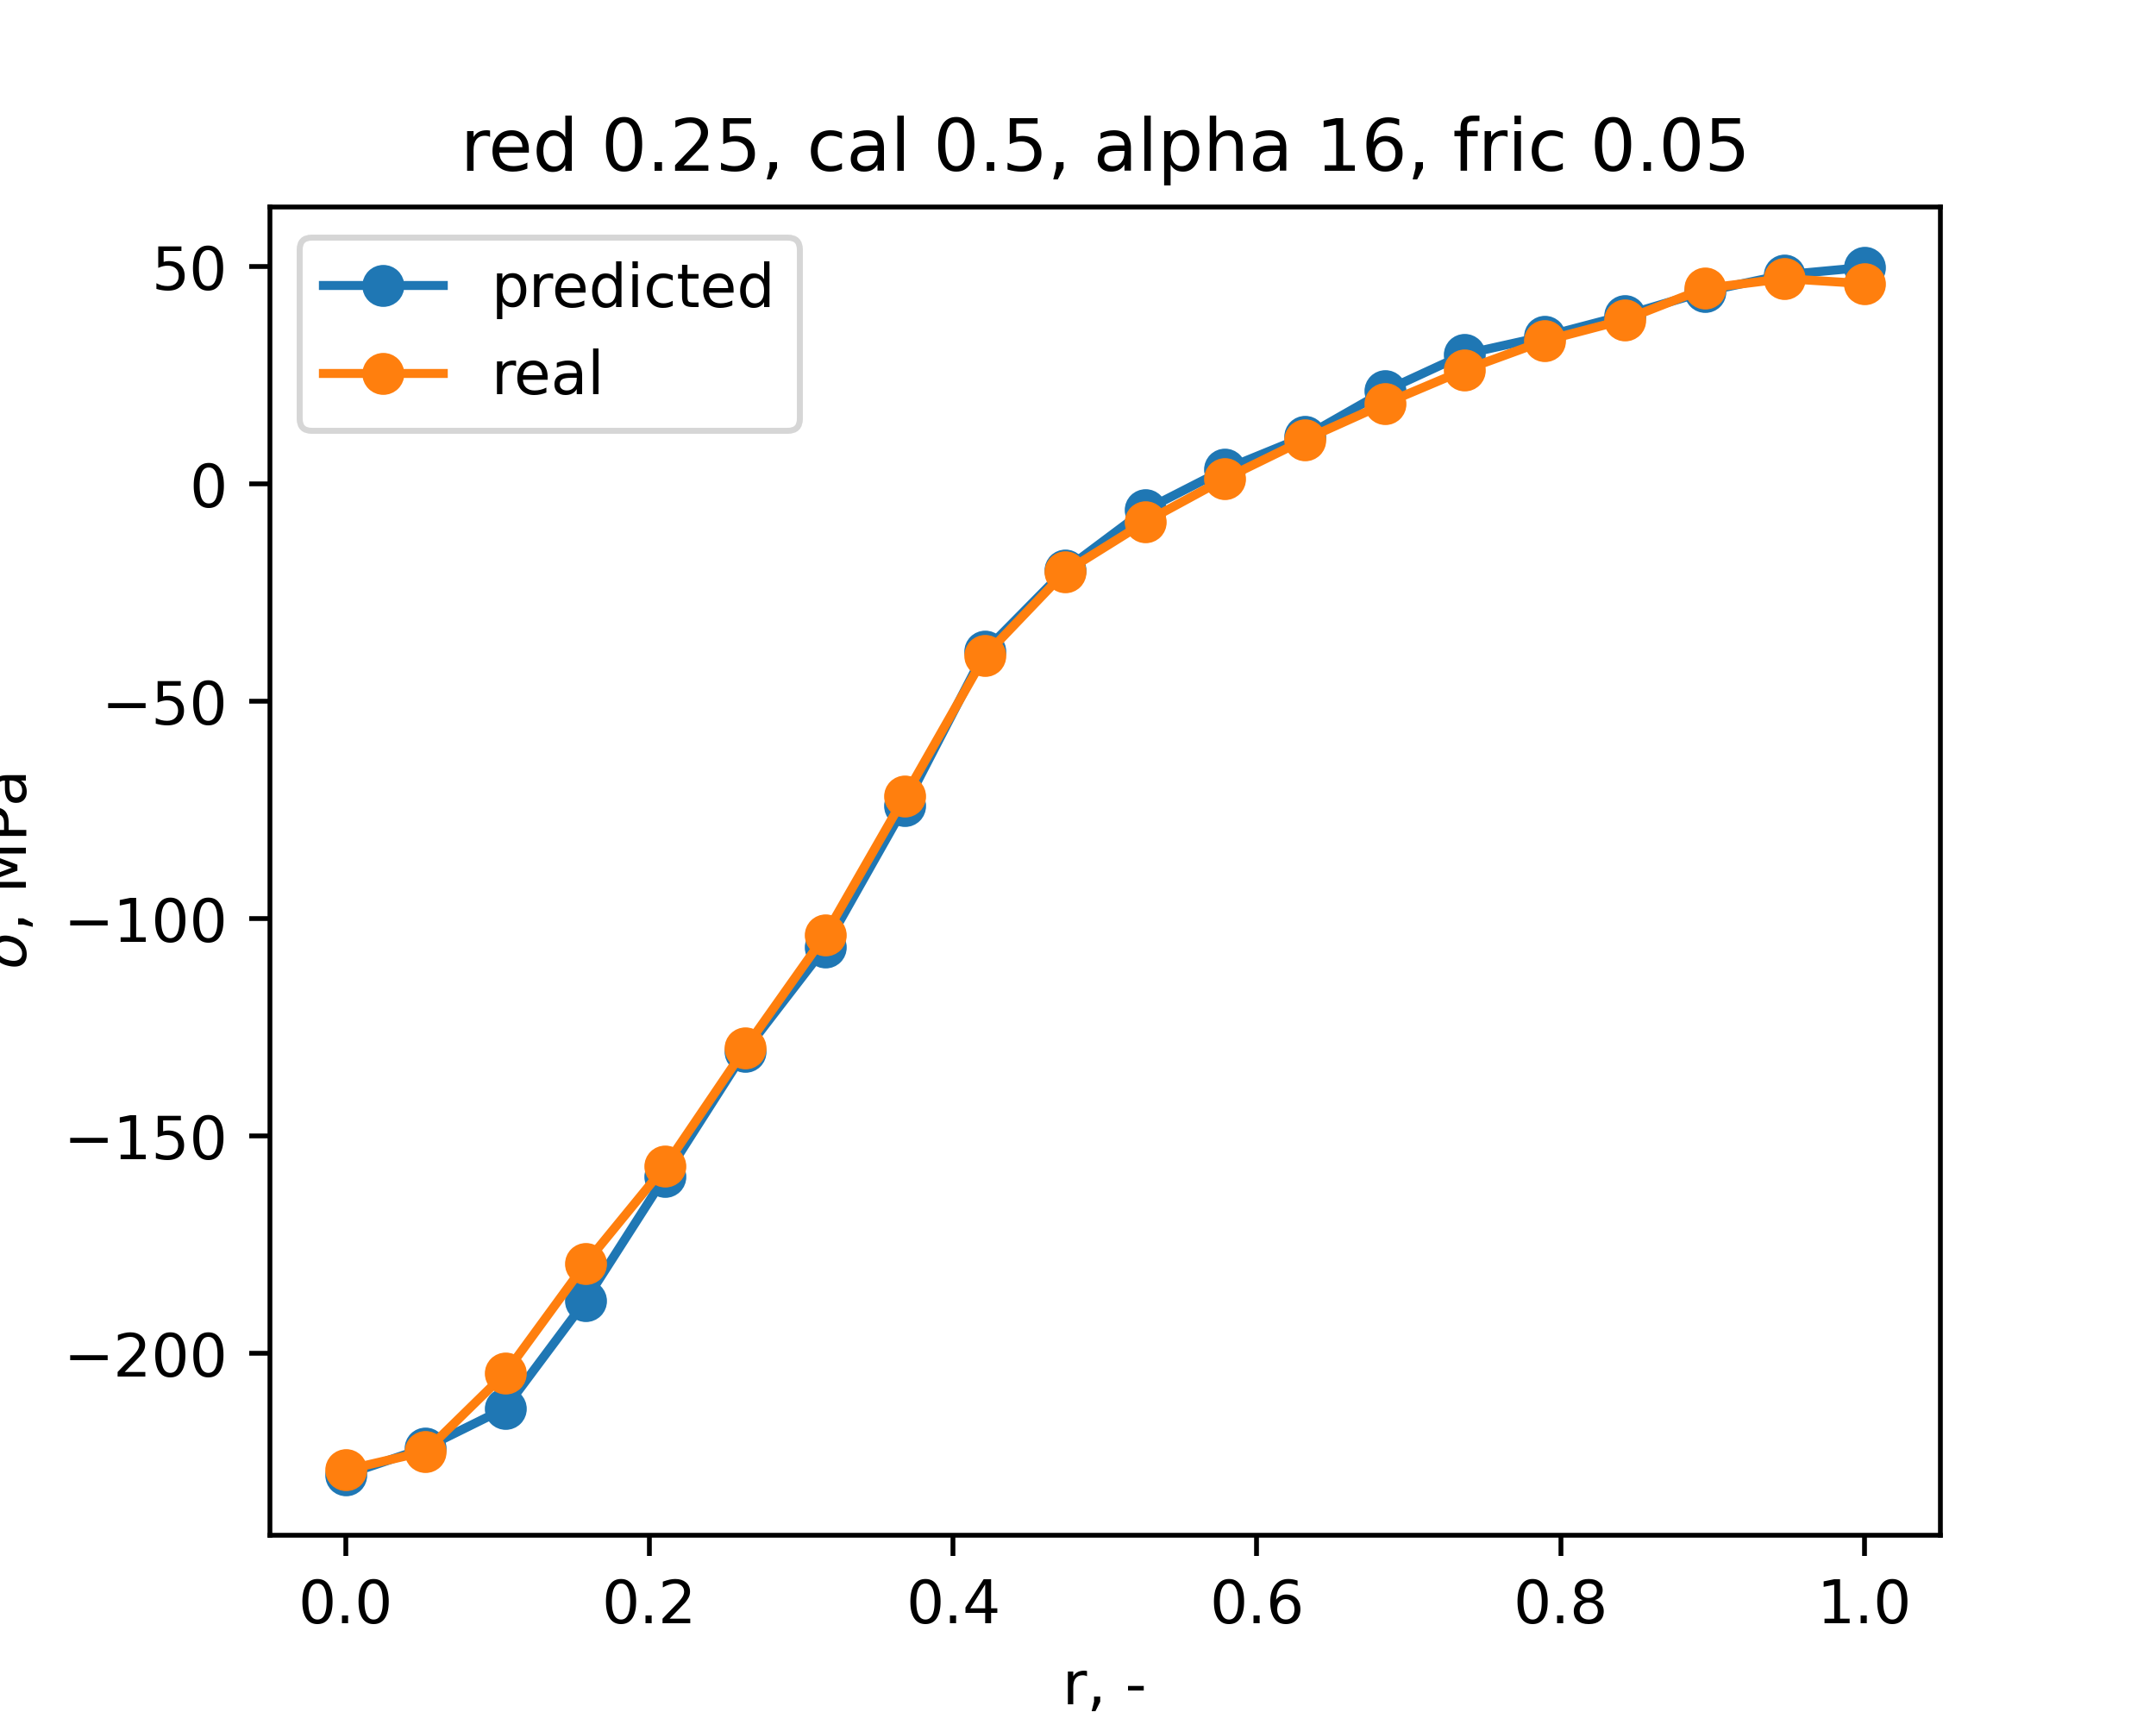 red 0.25, cal 0.5, alpha 16, fric 0.05
predicted
real
50
0
−50
−100
−150
−200
σ, MPa
0.0 0.2 0.4 0.6 0.8 1.0
r, -